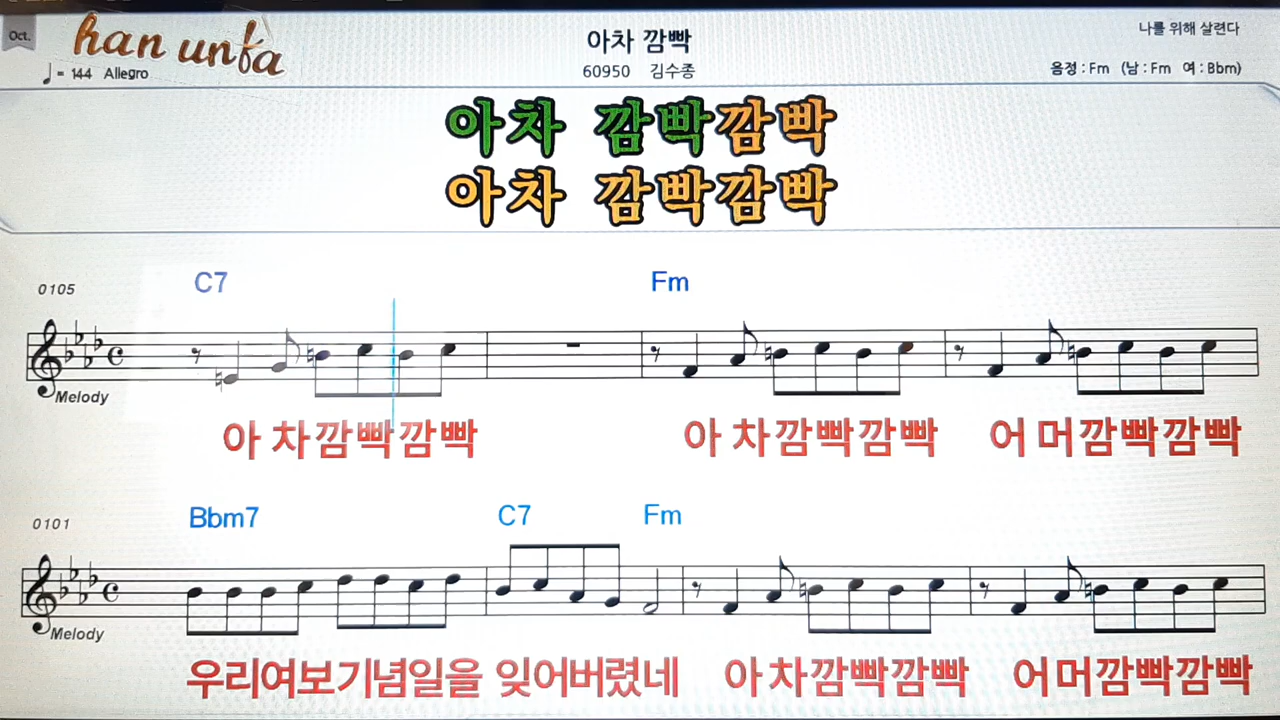 Oct.
han unfa
아차 깜빡
나를 위해 살련다
♩= 144 Allegro
60950 김수종
음정 : Fm (남 : Fm 여 : Bbm)
아차 깜빡깜빡
아차 깜빡깜빡
C7 Fm
0105
Melody
아 차깜빡깜빡 아 차깜빡깜빡 어 머깜빡깜빡
Bbm7 C7 Fm
0101
Melody
우리여보기념일을 잊어버렸네 아 차깜빡깜빡 어 머깜빡깜빡